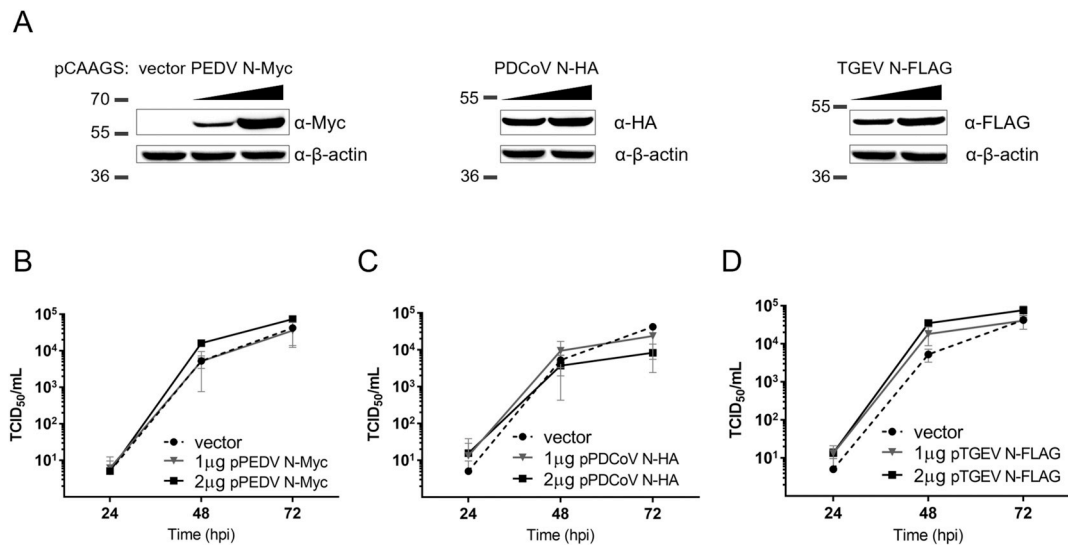 A
pCAAGS: vector PEDV N-Myc
70
55
36
α-Myc
α-β-actin
PDCoV N-HA
55
36
α-HA
α-β-actin
TGEV N-FLAG
55
36
α-FLAG
α-β-actin
B
TCID50/mL
10^5
10^4
10^3
10^2
10^1
vector
1μg pPEDV N-Myc
2μg pPEDV N-Myc
24 48 72
Time (hpi)
C
TCID50/mL
10^5
10^4
10^3
10^2
10^1
vector
1μg pPDCoV N-HA
2μg pPDCoV N-HA
24 48 72
Time (hpi)
D
TCID50/mL
10^5
10^4
10^3
10^2
10^1
vector
1μg pTGEV N-FLAG
2μg pTGEV N-FLAG
24 48 72
Time (hpi)